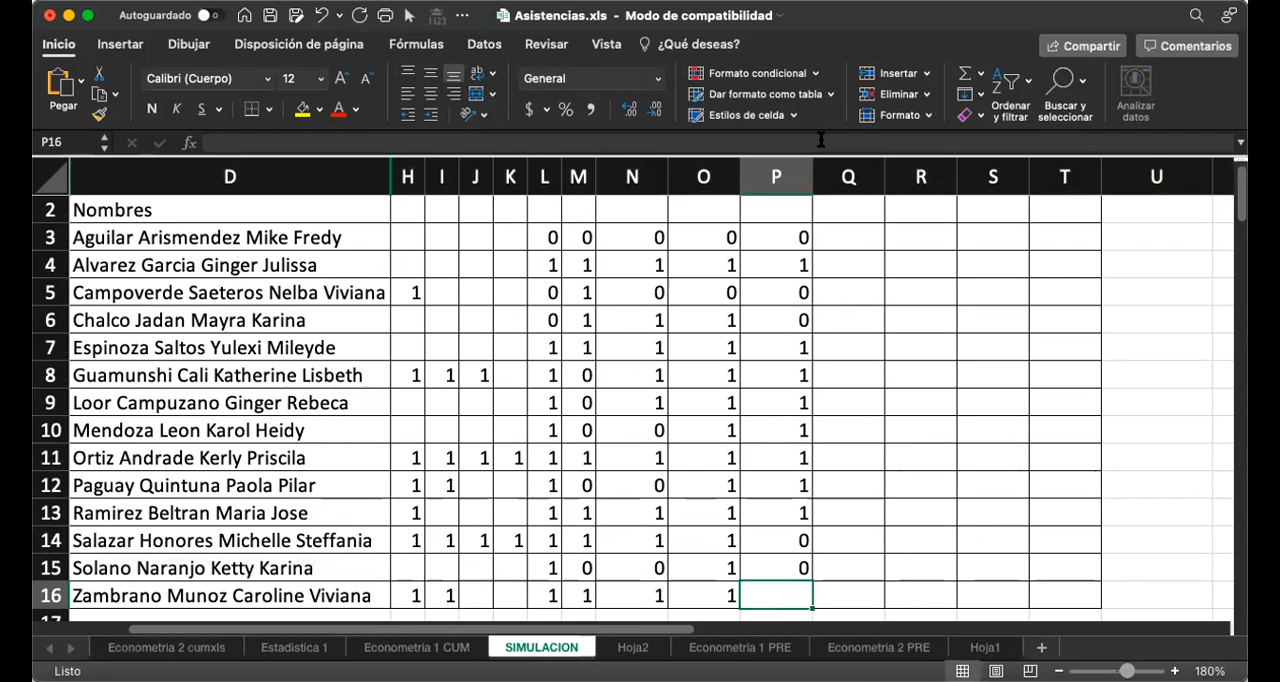 Autoguardado
Asistencias.xls - Modo de compatibilidad
Inicio Insertar Dibujar Disposición de página Fórmulas Datos Revisar Vista ¿Qué deseas? Compartir Comentarios
Pegar
Calibri (Cuerpo) 12
N K S
General
$ %
Formato condicional
Dar formato como tabla
Estilos de celda
Insertar
Eliminar
Formato
Ordenar y filtrar
Buscar y seleccionar
Analizar datos
P16 fx
D H I J K L M N O P Q R S T U
2 Nombres
3 Aguilar Arismendez Mike Fredy 0 0 0 0 0
4 Alvarez Garcia Ginger Julissa 1 1 1 1 1
5 Campoverde Saeteros Nelba Viviana 1 0 1 0 0 0
6 Chalco Jadan Mayra Karina 0 1 1 1 0
7 Espinoza Saltos Yulexi Mileyde 1 1 1 1 1
8 Guamunshi Cali Katherine Lisbeth 1 1 1 1 0 1 1 1
9 Loor Campuzano Ginger Rebeca 1 0 1 1 1
10 Mendoza Leon Karol Heidy 1 0 0 1 1
11 Ortiz Andrade Kerly Priscila 1 1 1 1 1 1 1 1 1
12 Paguay Quintuna Paola Pilar 1 1 1 0 0 1 1
13 Ramirez Beltran Maria Jose 1 1 1 1 1 1
14 Salazar Honores Michelle Steffania 1 1 1 1 1 1 1 1 0
15 Solano Naranjo Ketty Karina 1 0 0 1 0
16 Zambrano Munoz Caroline Viviana 1 1 1 1 1 1
Econometria 2 cumxls Estadistica 1 Econometria 1 CUM SIMULACION Hoja2 Econometria 1 PRE Econometria 2 PRE Hoja1 +
Listo
180%